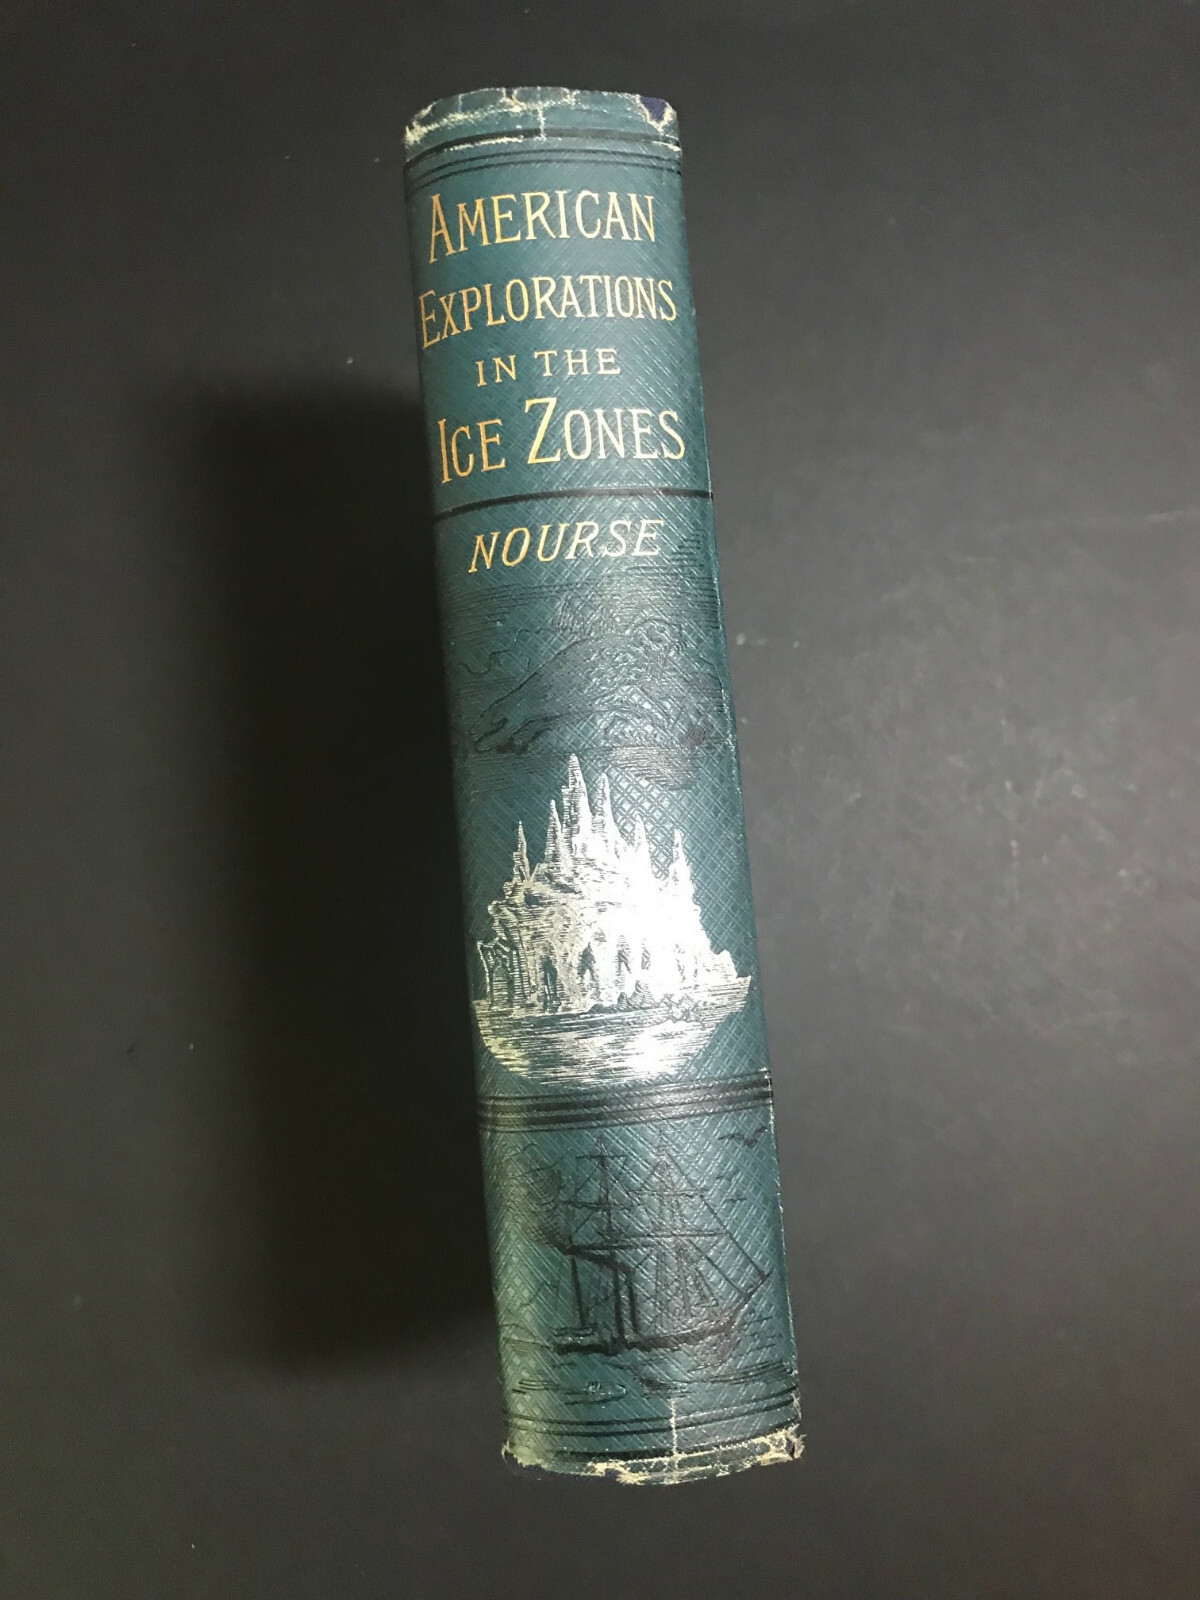 AMERICAN
EXPLORATIONS
IN THE
ICE ZONES
NOURSE